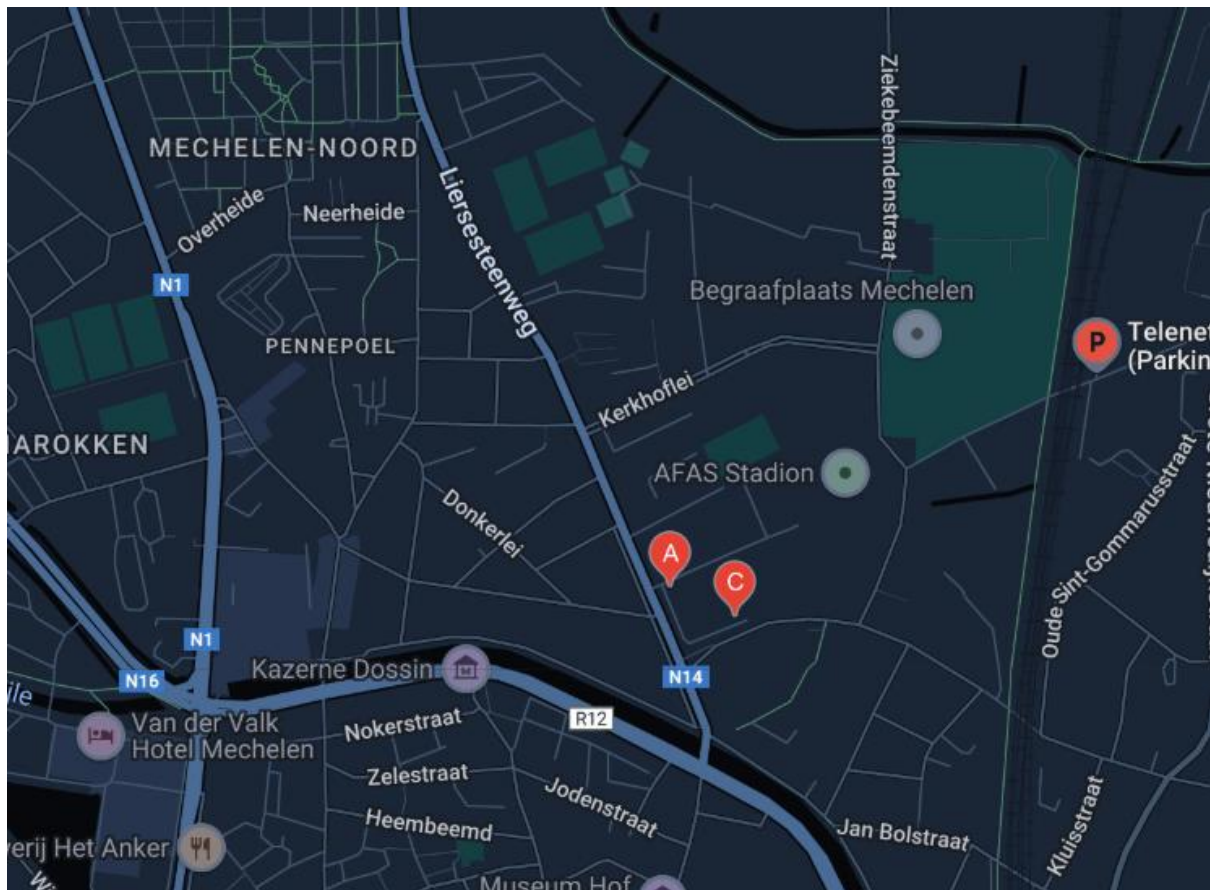 Ziekebeemdenstraat
MECHELEN-NOORD
Liersesteenweg
Overheide
Neerheide
N1
Begraafplaats Mechelen
PENNEPOEL
P
Telenet
(Parkin
Kerkhoflei
AROKKEN
AFAS Stadion
Oude Sint-Gommarusstraat
Donkerlei
A
C
N1
Kazerne Dossin
N14
N16
R12
Van der Valk
Hotel Mechelen
Nokerstraat
Zelestraat
Jodenstraat
Heembeemd
Jan Bolstraat
Kluisstraat
erij Het Anker
Museum Hof